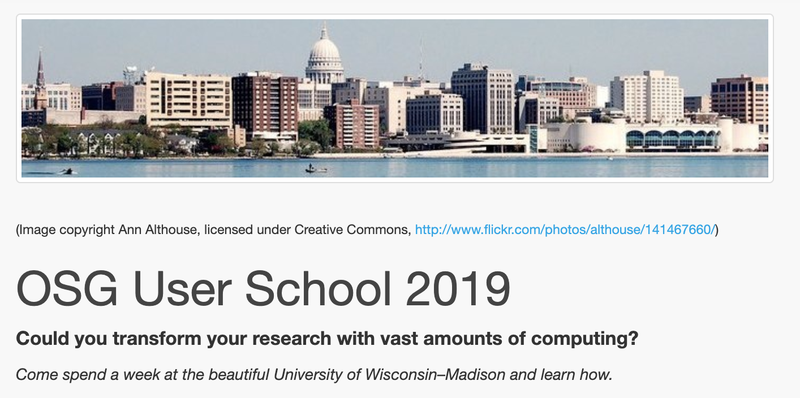 (Image copyright Ann Althouse, licensed under Creative Commons, http://www.flickr.com/photos/althouse/141467660/)
OSG User School 2019
Could you transform your research with vast amounts of computing?
Come spend a week at the beautiful University of Wisconsin–Madison and learn how.